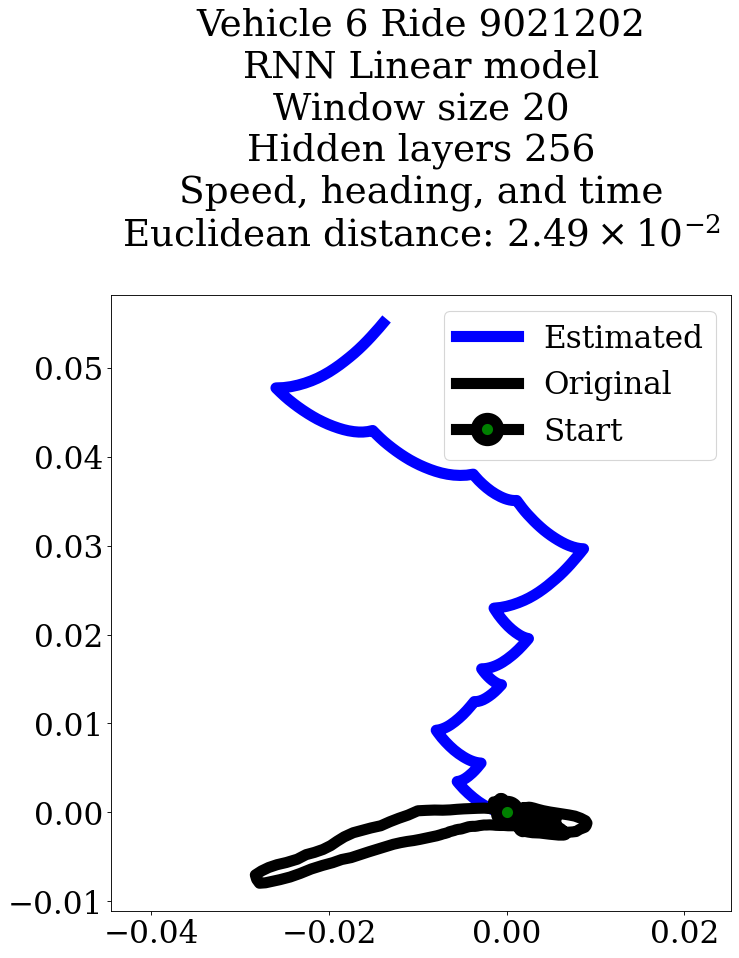 Vehicle 6 Ride 9021202
RNN Linear model
Window size 20
Hidden layers 256
Speed, heading, and time
Euclidean distance: 2.49 × 10⁻²
Estimated
Original
Start
0.05
0.04
0.03
0.02
0.01
0.00
−0.01
−0.04 −0.02 0.00 0.02